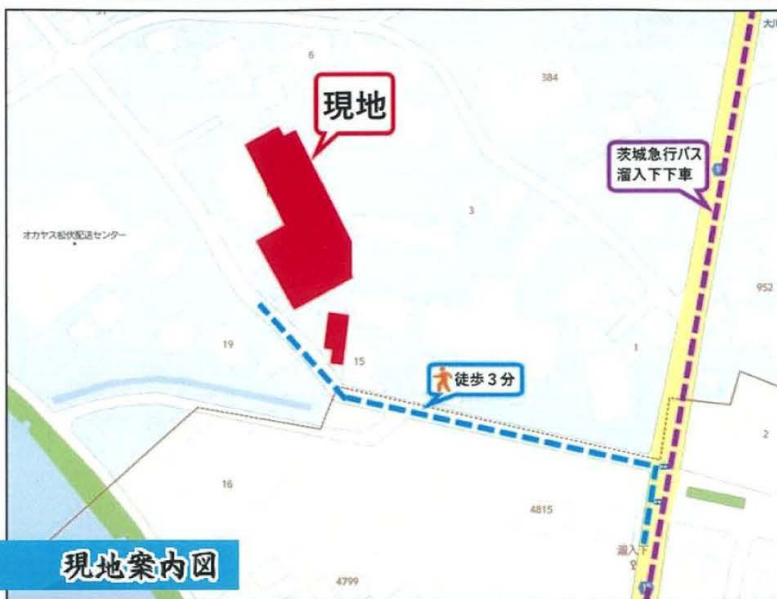 6
384
現地
茨城急行バス
溜入下下車
3
オカヤス松伏配送センター
952
19
15
1
徒歩3分
2
16
4815
溜入下
現地案内図
4799